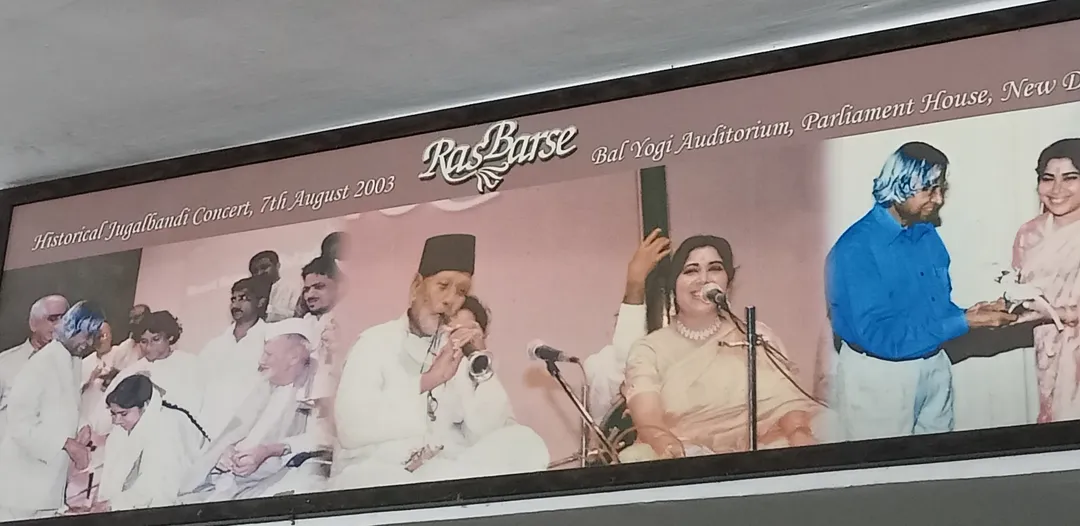 Historical Jugalbandi Concert, 7th August 2003
RasBarse
Bal Yogi Auditorium, Parliament House, New D